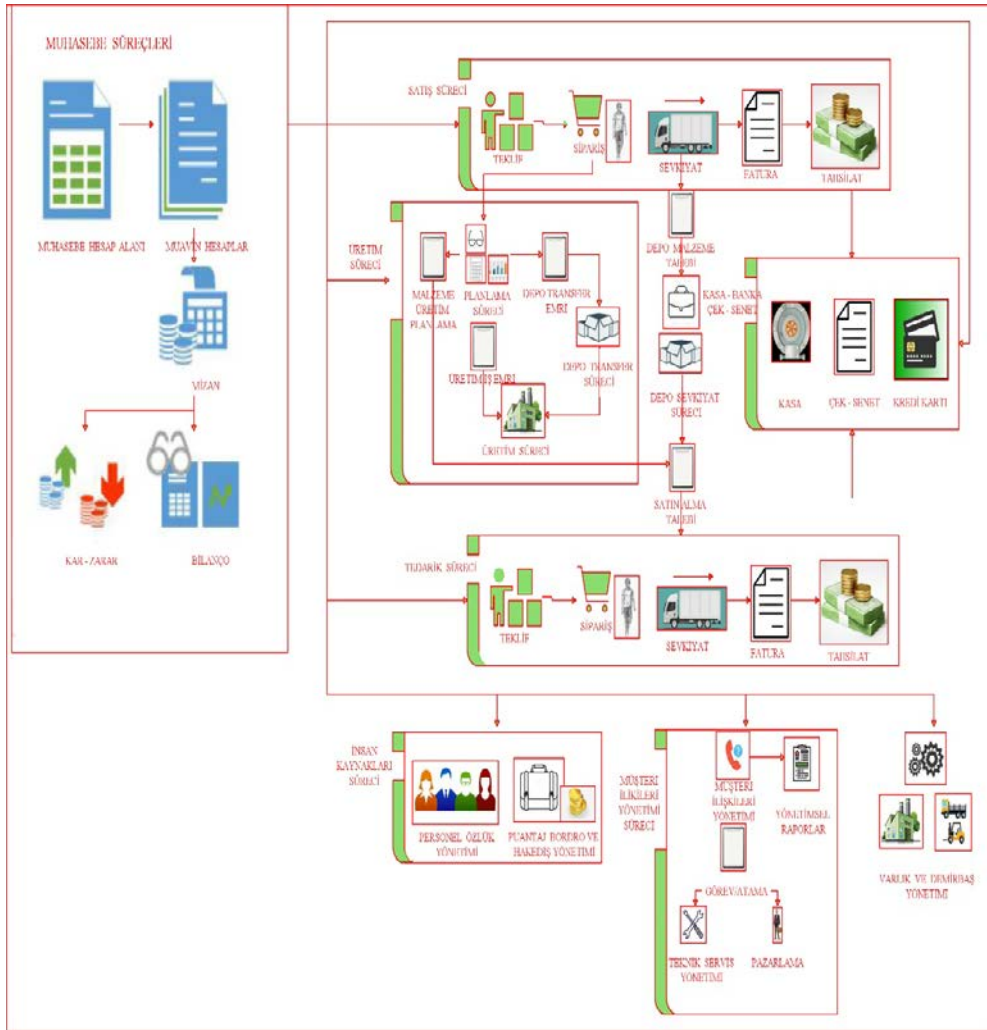 MUHASEBE SÜREÇLERİ
MUHASEBE HESAP ALANI
MUAVİN HESAPLAR
MİZAN
KAR - ZARAR
BİLANÇO
SATIŞ SÜRECİ
TEKLİF
SİPARİŞ
SEVKİYAT
FATURA
TAHSİLAT
ÜRETİM
SÜRECİ
MALZEME
ÜRETİM
PLANLAMA
PLANLAMA
SÜRECİ
DEPO TRANSFER
EMRİ
ÜRETİM İŞ EMRİ
DEPO TRANSFER
SÜRECİ
ÜRETİM SÜRECİ
DEPO MALZEME
TALEBİ
DEPO SEVKİYAT
SÜRECİ
SATIN ALMA
TALEBİ
KASA - BANKA
ÇEK - SENET
KASA
ÇEK - SENET
KREDİ KARTI
TEDARİK SÜRECİ
TEKLİF
SİPARİŞ
SEVKİYAT
FATURA
TAHSİLAT
İNSAN
KAYNAKLARI
SÜRECİ
PERSONEL ÖZLÜK
YÖNETİMİ
PUANTAJ BORDRO VE
HAKEDİŞ YÖNETİMİ
MÜŞTERİ
İLİKİLERİ
YÖNETİMİ
SÜRECİ
MÜŞTERİ
İLİŞKİLERİ
YÖNETİMİ
YÖNETİMSEL
RAPORLAR
GÖREV/ATAMA
TEKNİK SERVİS
YÖNETİMİ
PAZARLAMA
VARLIK VE DEMİRBAŞ
YÖNETİMİ